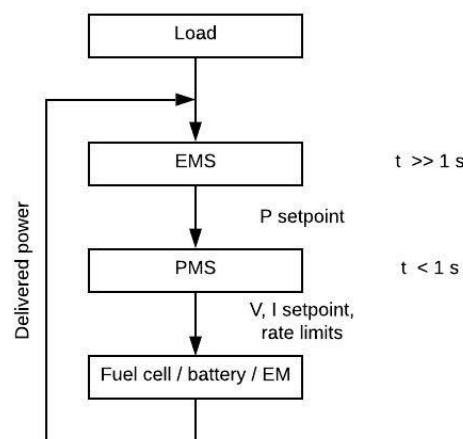 Load
EMS
t >> 1 s
P setpoint
PMS
t < 1 s
V, I setpoint,
rate limits
Fuel cell / battery / EM
Delivered power